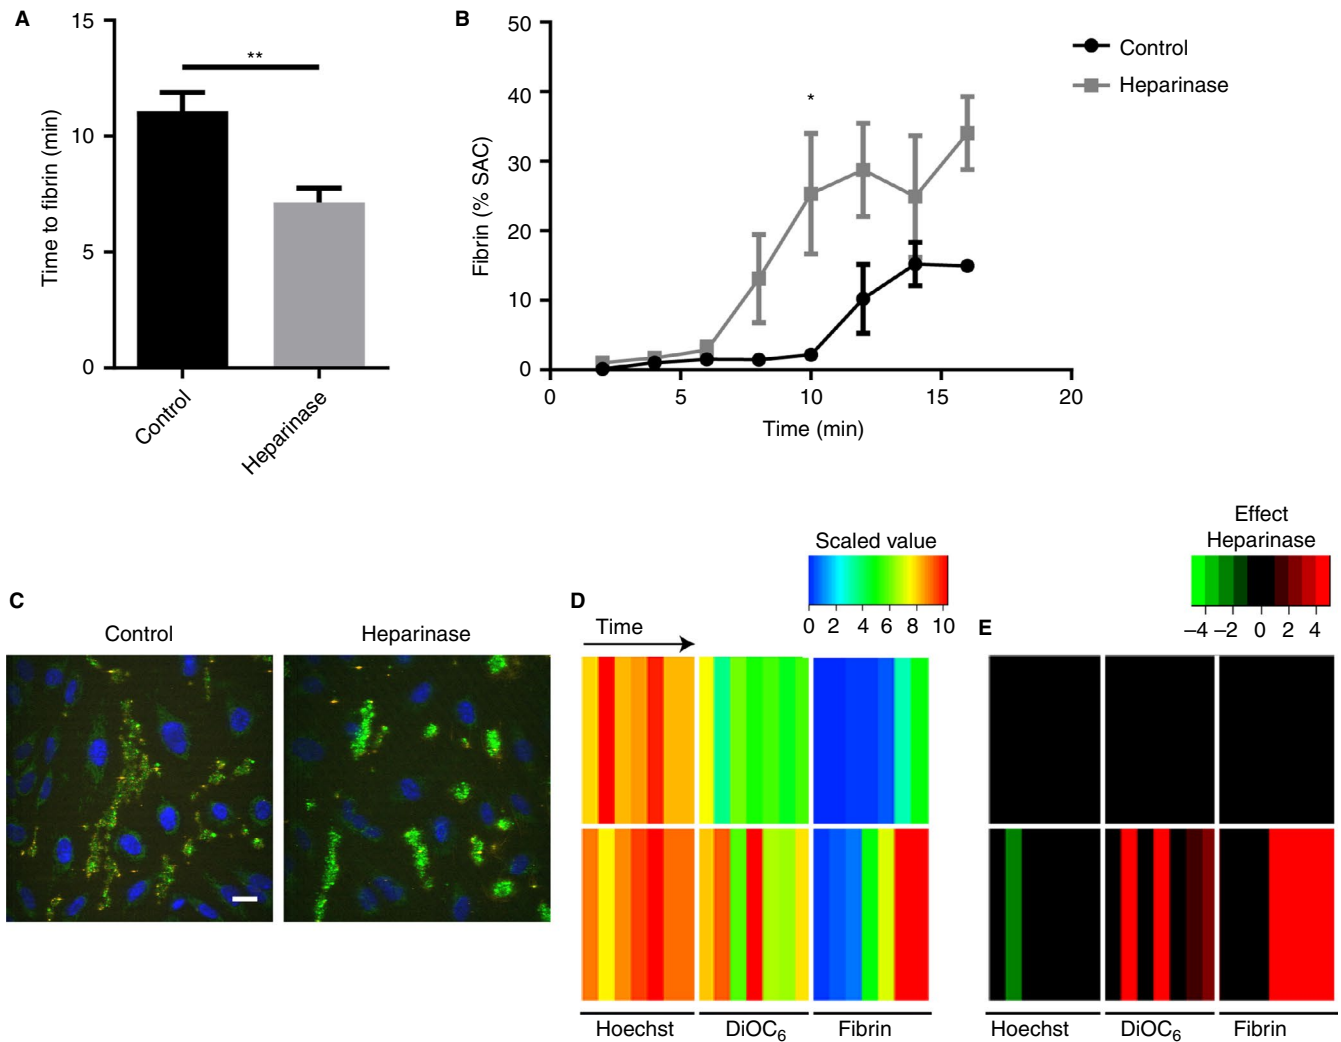 A
15
10
5
0
Time to fibrin (min)
**
Control
Heparinase
B
50
40
30
20
10
0
Fibrin (% SAC)
*
0 5 10 15 20
Time (min)
Control
Heparinase
C
Control
Heparinase
D
Time
Scaled value
0 2 4 6 8 10
Hoechst
DiOC6
Fibrin
E
Effect
Heparinase
–4 –2 0 2 4
Hoechst
DiOC6
Fibrin